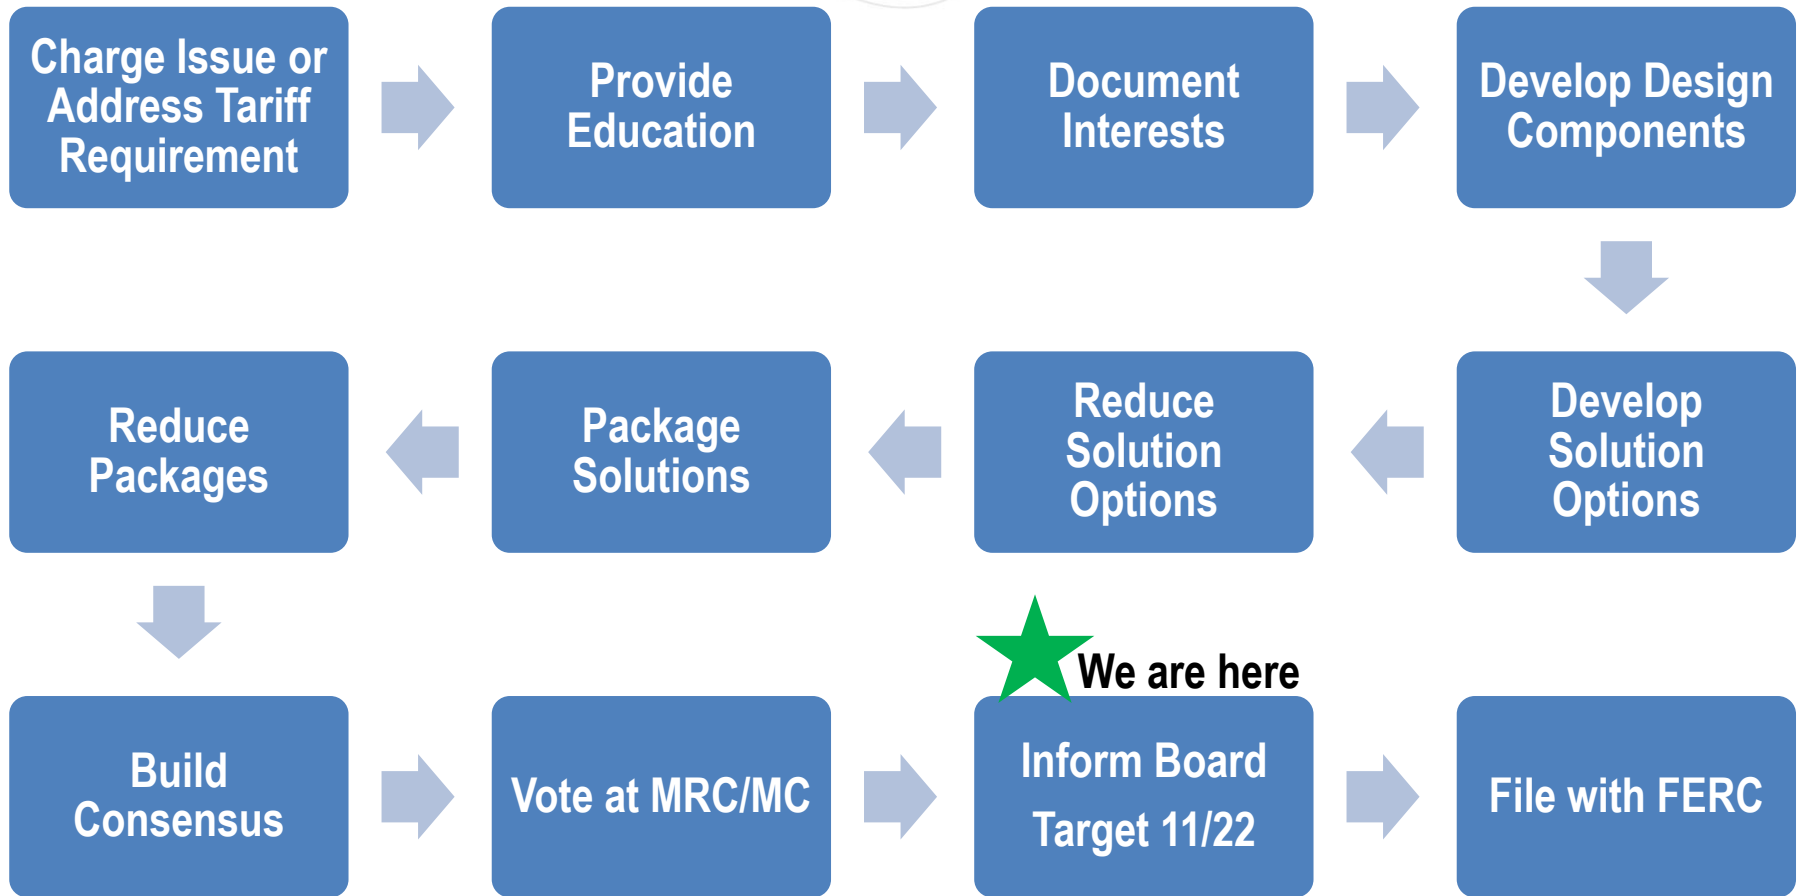 Charge Issue or
Address Tariff
Requirement
Provide
Education
Document
Interests
Develop Design
Components
Develop
Solution
Options
Reduce
Solution
Options
Package
Solutions
Reduce
Packages
Build
Consensus
Vote at MRC/MC
We are here
Inform Board
Target 11/22
File with FERC